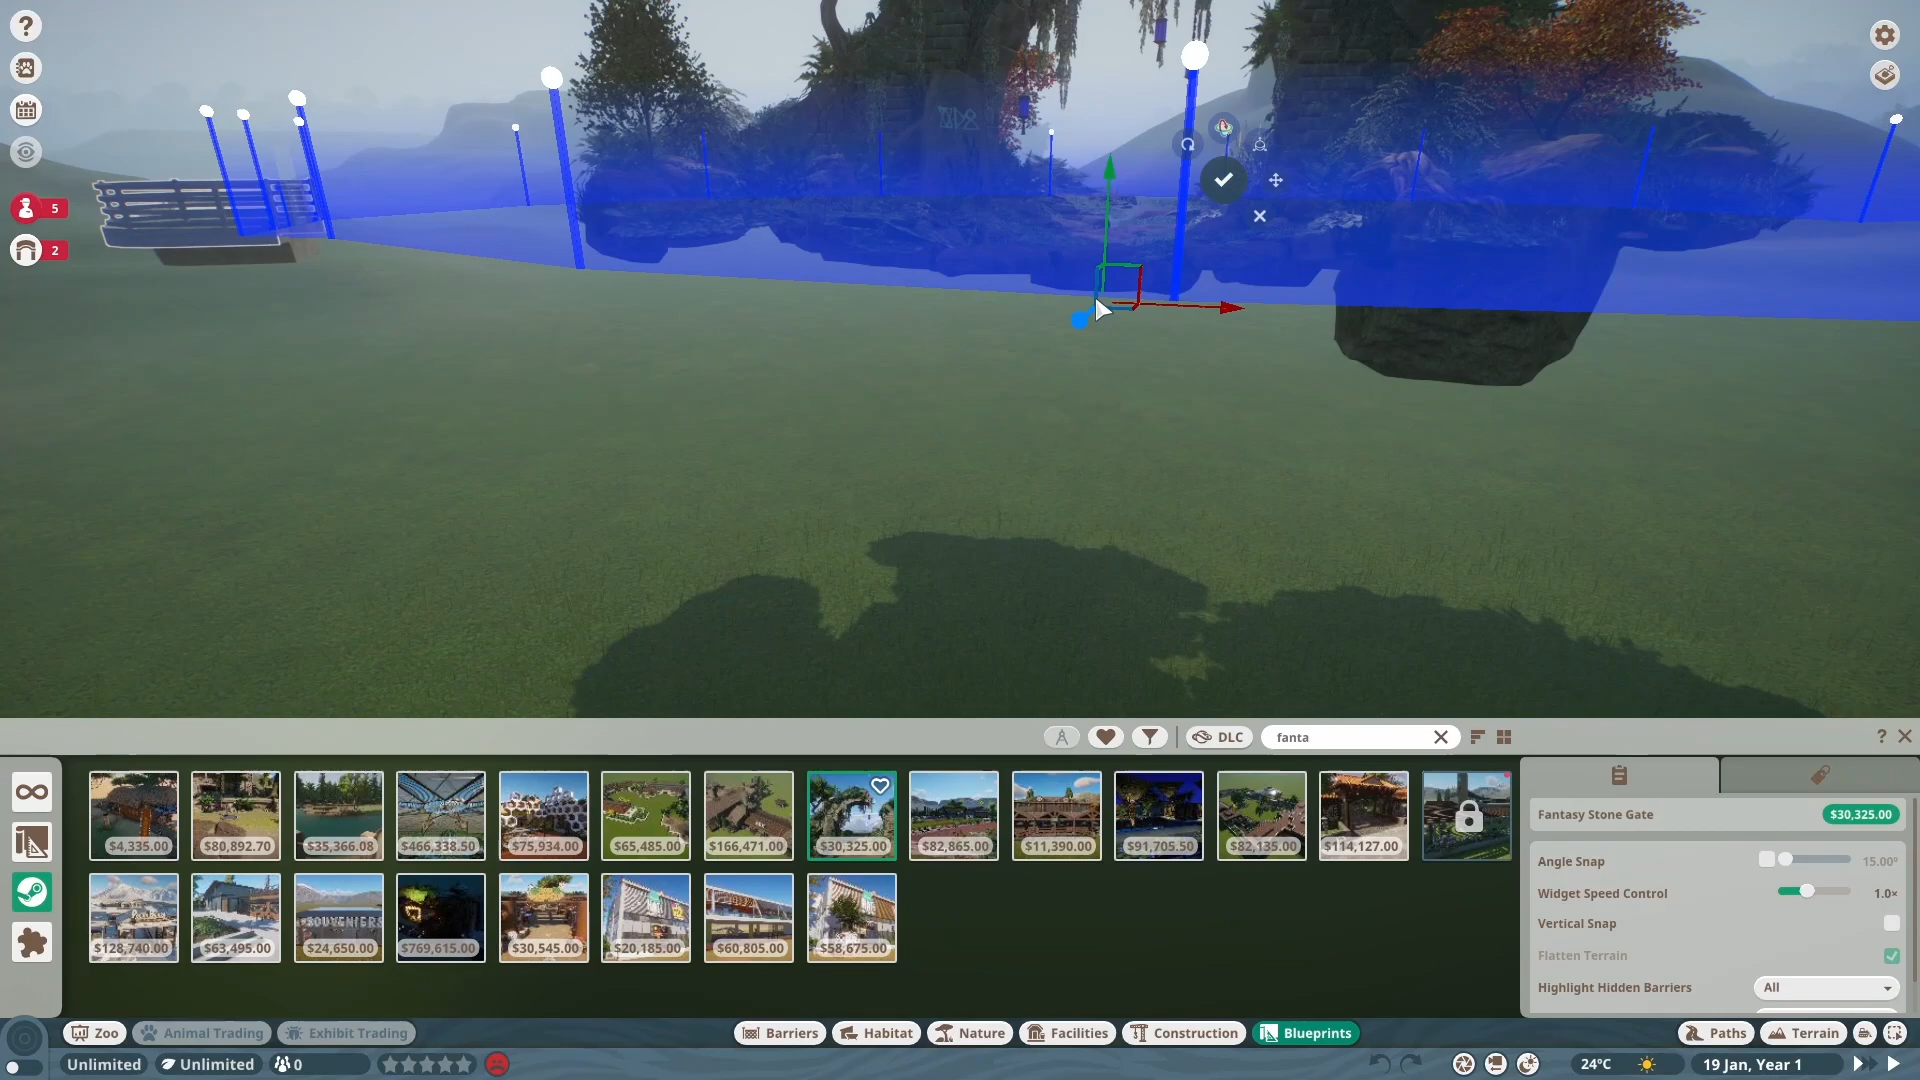 ?
5
2
DLC
fanta
?
$4,335.00
$80,892.70
$35,366.08
$466,338.50
$75,934.00
$65,485.00
$166,471.00
$30,325.00
$82,865.00
$11,390.00
$91,705.50
$82,135.00
$114,127.00
$128,740.00
$63,495.00
SOUVENIERS
$24,650.00
$769,615.00
$30,545.00
$20,185.00
$60,805.00
$58,675.00
Fantasy Stone Gate
$30,325.00
Angle Snap
15.00°
Widget Speed Control
1.0×
Vertical Snap
Flatten Terrain
Highlight Hidden Barriers
All
Zoo
Animal Trading
Exhibit Trading
Barriers
Habitat
Nature
Facilities
Construction
Blueprints
Paths
Terrain
Unlimited
Unlimited
0
24°C
19 Jan, Year 1